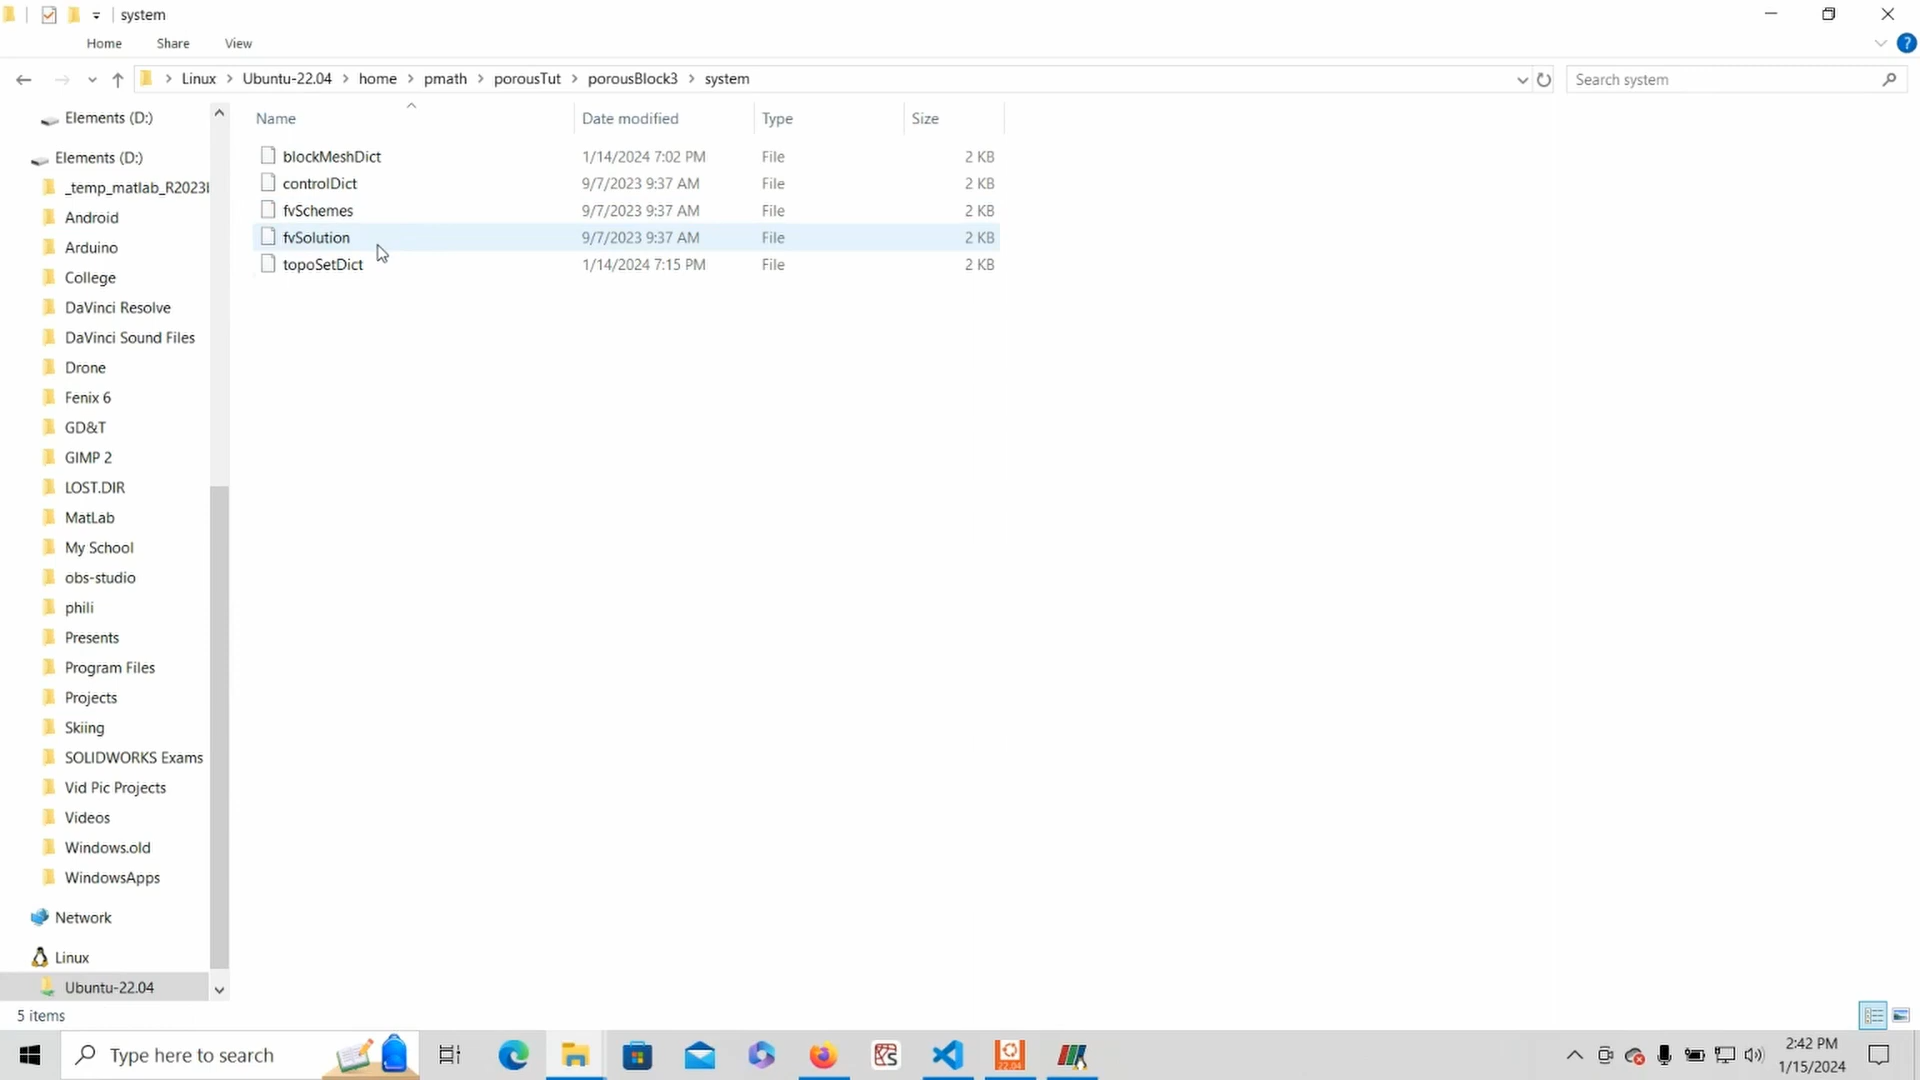 system
Home Share View
Linux Ubuntu-22.04 home pmath porousTut porousBlock3 system
Search system
Elements (D:)
Elements (D:)
_temp_matlab_R2023
Android
Arduino
College
DaVinci Resolve
DaVinci Sound Files
Drone
Fenix 6
GD&T
GIMP 2
LOST.DIR
MatLab
My School
obs-studio
phili
Presents
Program Files
Projects
Skiing
SOLIDWORKS Exams
Vid Pic Projects
Videos
Windows.old
WindowsApps
Network
Linux
Ubuntu-22.04
Name Date modified Type Size
blockMeshDict 1/14/2024 7:02 PM File 2 KB
controlDict 9/7/2023 9:37 AM File 2 KB
fvSchemes 9/7/2023 9:37 AM File 2 KB
fvSolution 9/7/2023 9:37 AM File 2 KB
topoSetDict 1/14/2024 7:15 PM File 2 KB
5 items
Type here to search
22.04
2:42 PM
1/15/2024